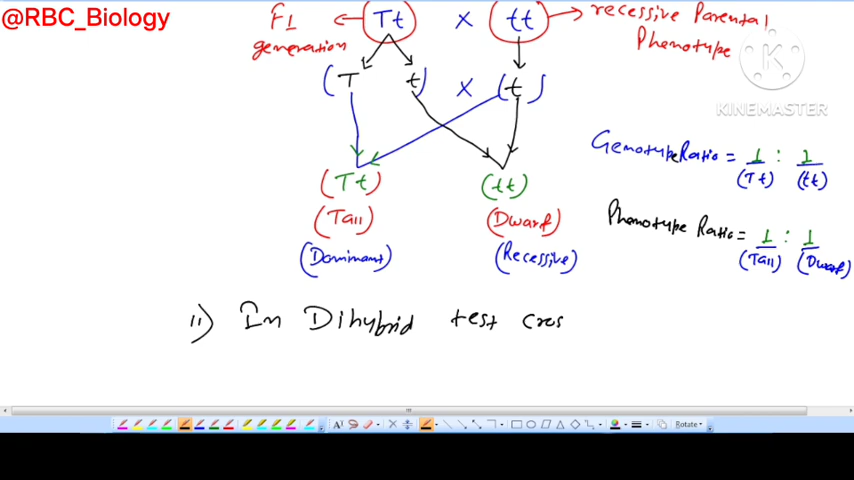 @RBC_Biology
F1 generation
Tt x tt
recessive Parental Phenotype
KINEMASTER
(T t) x (t)
Genotype Ratio = 1 : 1
(Tt) (tt)
(Tt) (tt)
(Tall) (Dwarf)
(Dominant) (Recessive)
Phenotype Ratio = 1 : 1
(Tall) (Dwarf)
ii) In Dihybrid test cros
Rotate